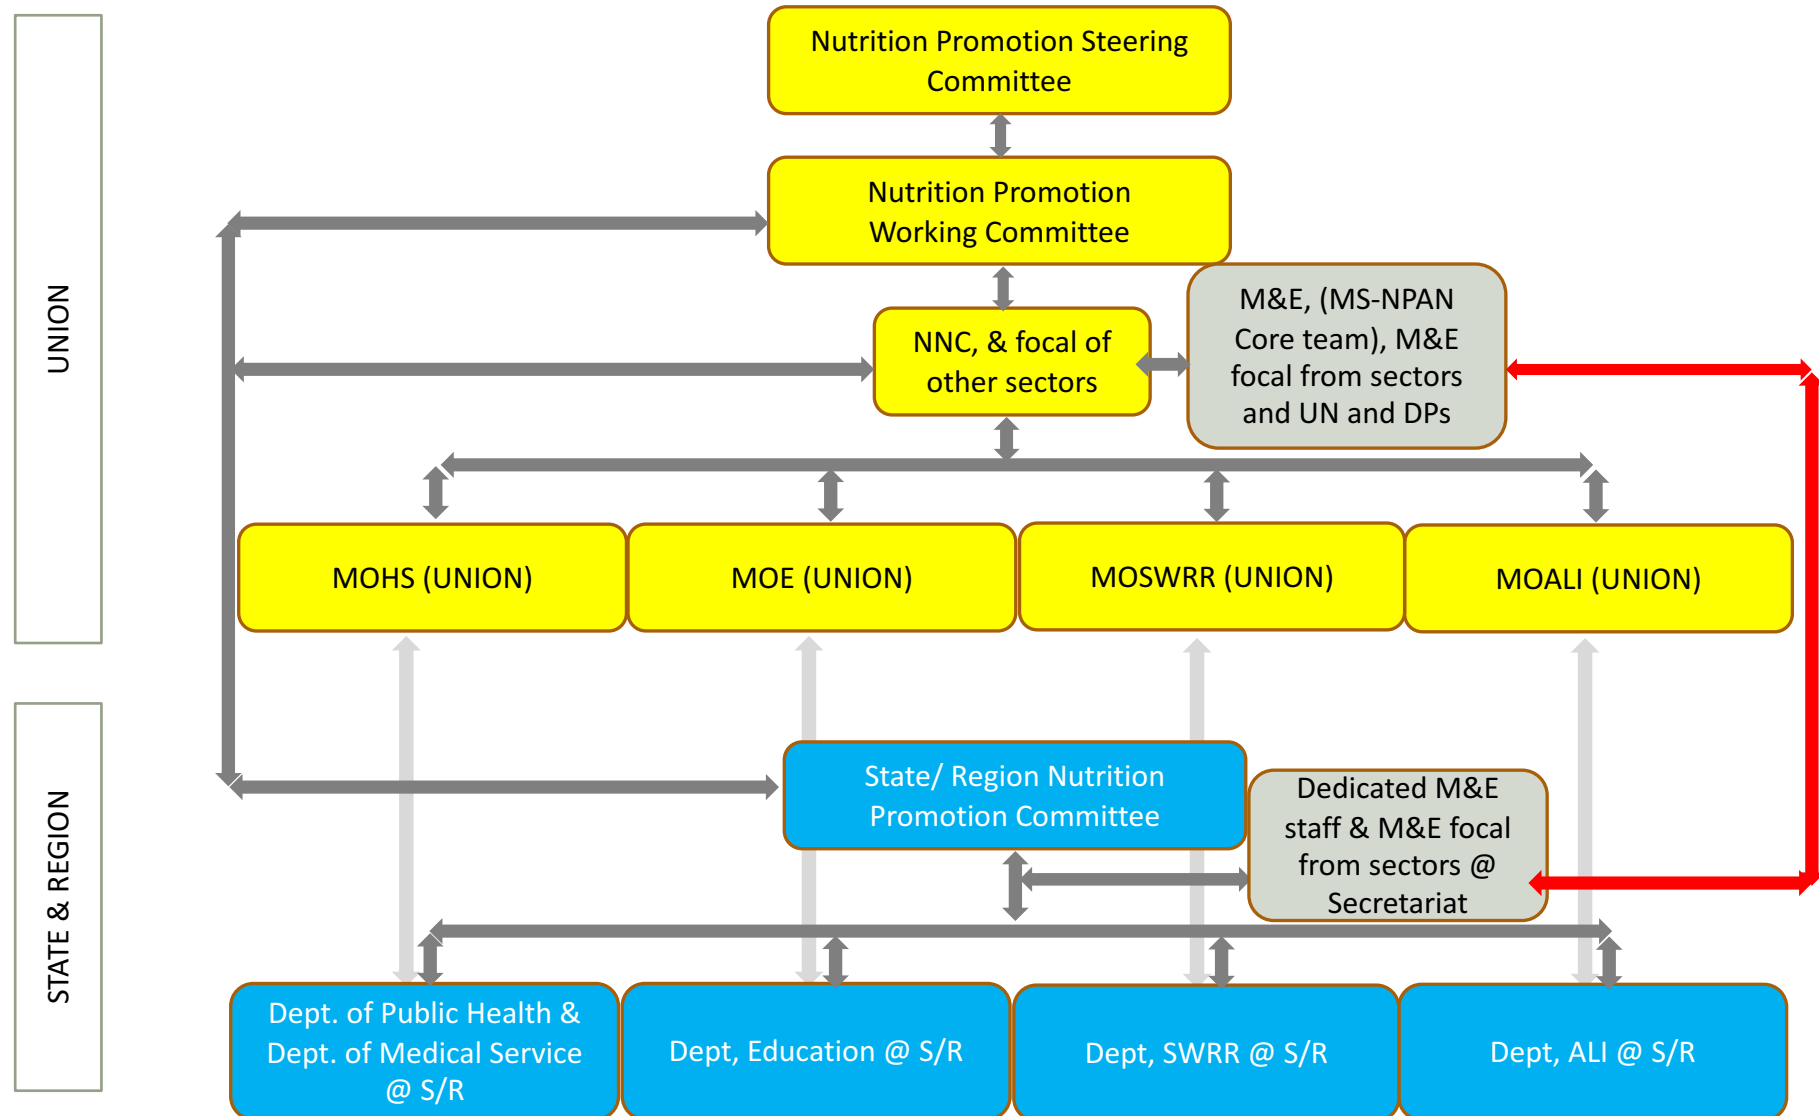 UNION
Nutrition Promotion Steering
Committee
Nutrition Promotion
Working Committee
NNC, & focal of
other sectors
M&E, (MS-NPAN
Core team), M&E
focal from sectors
and UN and DPs
MOHS (UNION)
MOE (UNION)
MOSWRR (UNION)
MOALI (UNION)
STATE & REGION
State/ Region Nutrition
Promotion Committee
Dedicated M&E
staff & M&E focal
from sectors @
Secretariat
Dept. of Public Health &
Dept. of Medical Service
@ S/R
Dept, Education @ S/R
Dept, SWRR @ S/R
Dept, ALI @ S/R